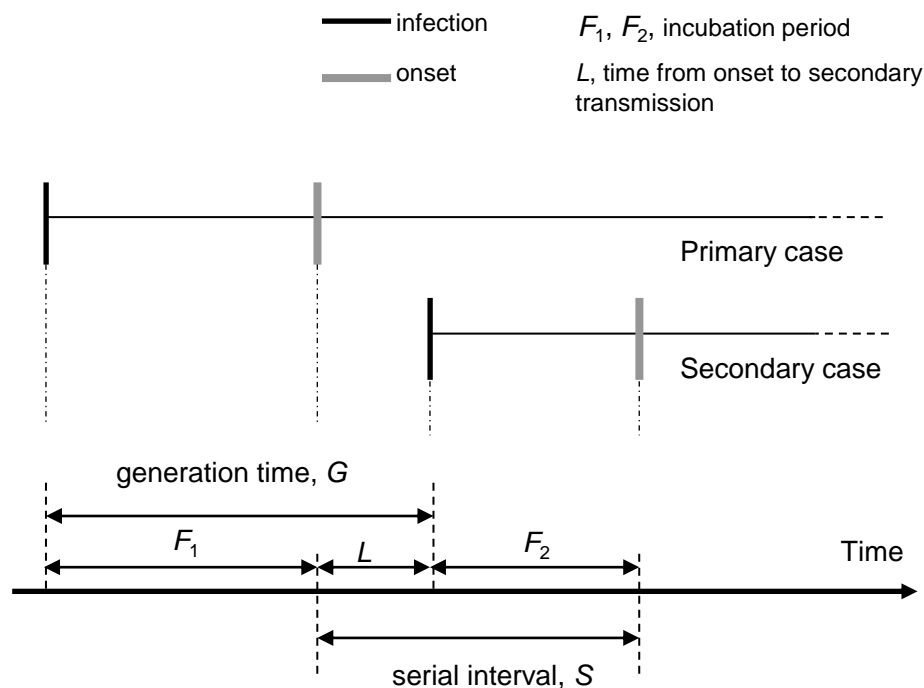 infection
onset
F1, F2, incubation period
L, time from onset to secondary
transmission
Primary case
Secondary case
generation time, G
F1
L
F2
Time
serial interval, S